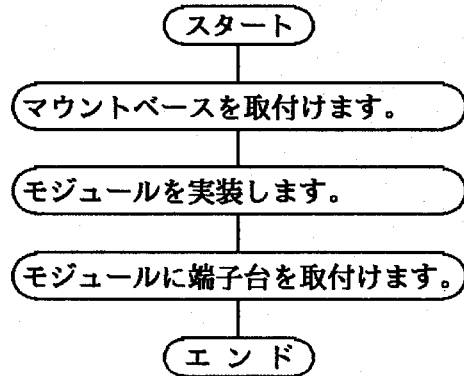 スタート
マウントベースを取付けます。
モジュールを実装します。
モジュールに端子台を取付けます。
エ ン ド